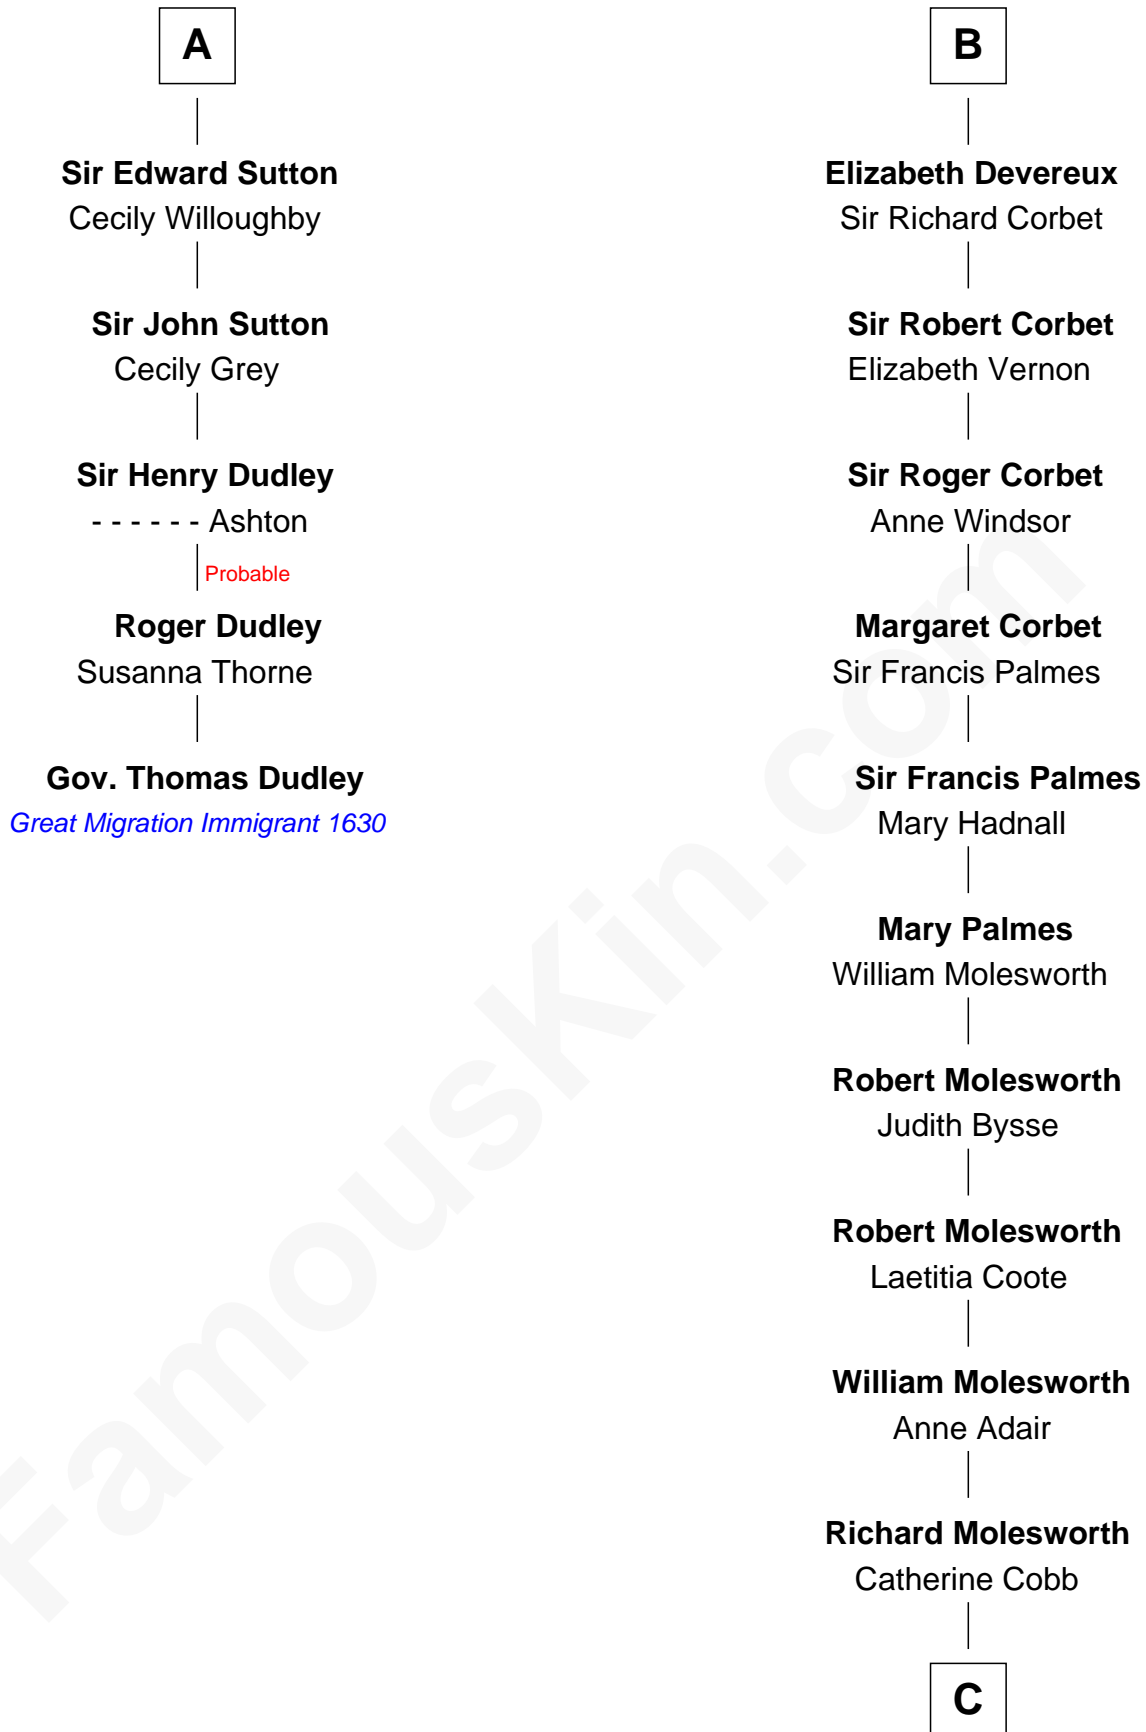 A
Sir Edward Sutton
Cecily Willoughby
Sir John Sutton
Cecily Grey
Sir Henry Dudley
- - - - - - Ashton
Probable
Roger Dudley
Susanna Thorne
Gov. Thomas Dudley
Great Migration Immigrant 1630
B
Elizabeth Devereux
Sir Richard Corbet
Sir Robert Corbet
Elizabeth Vernon
Sir Roger Corbet
Anne Windsor
Margaret Corbet
Sir Francis Palmes
Sir Francis Palmes
Mary Hadnall
Mary Palmes
William Molesworth
Robert Molesworth
Judith Bysse
Robert Molesworth
Laetitia Coote
William Molesworth
Anne Adair
Richard Molesworth
Catherine Cobb
C
FamousKin.com